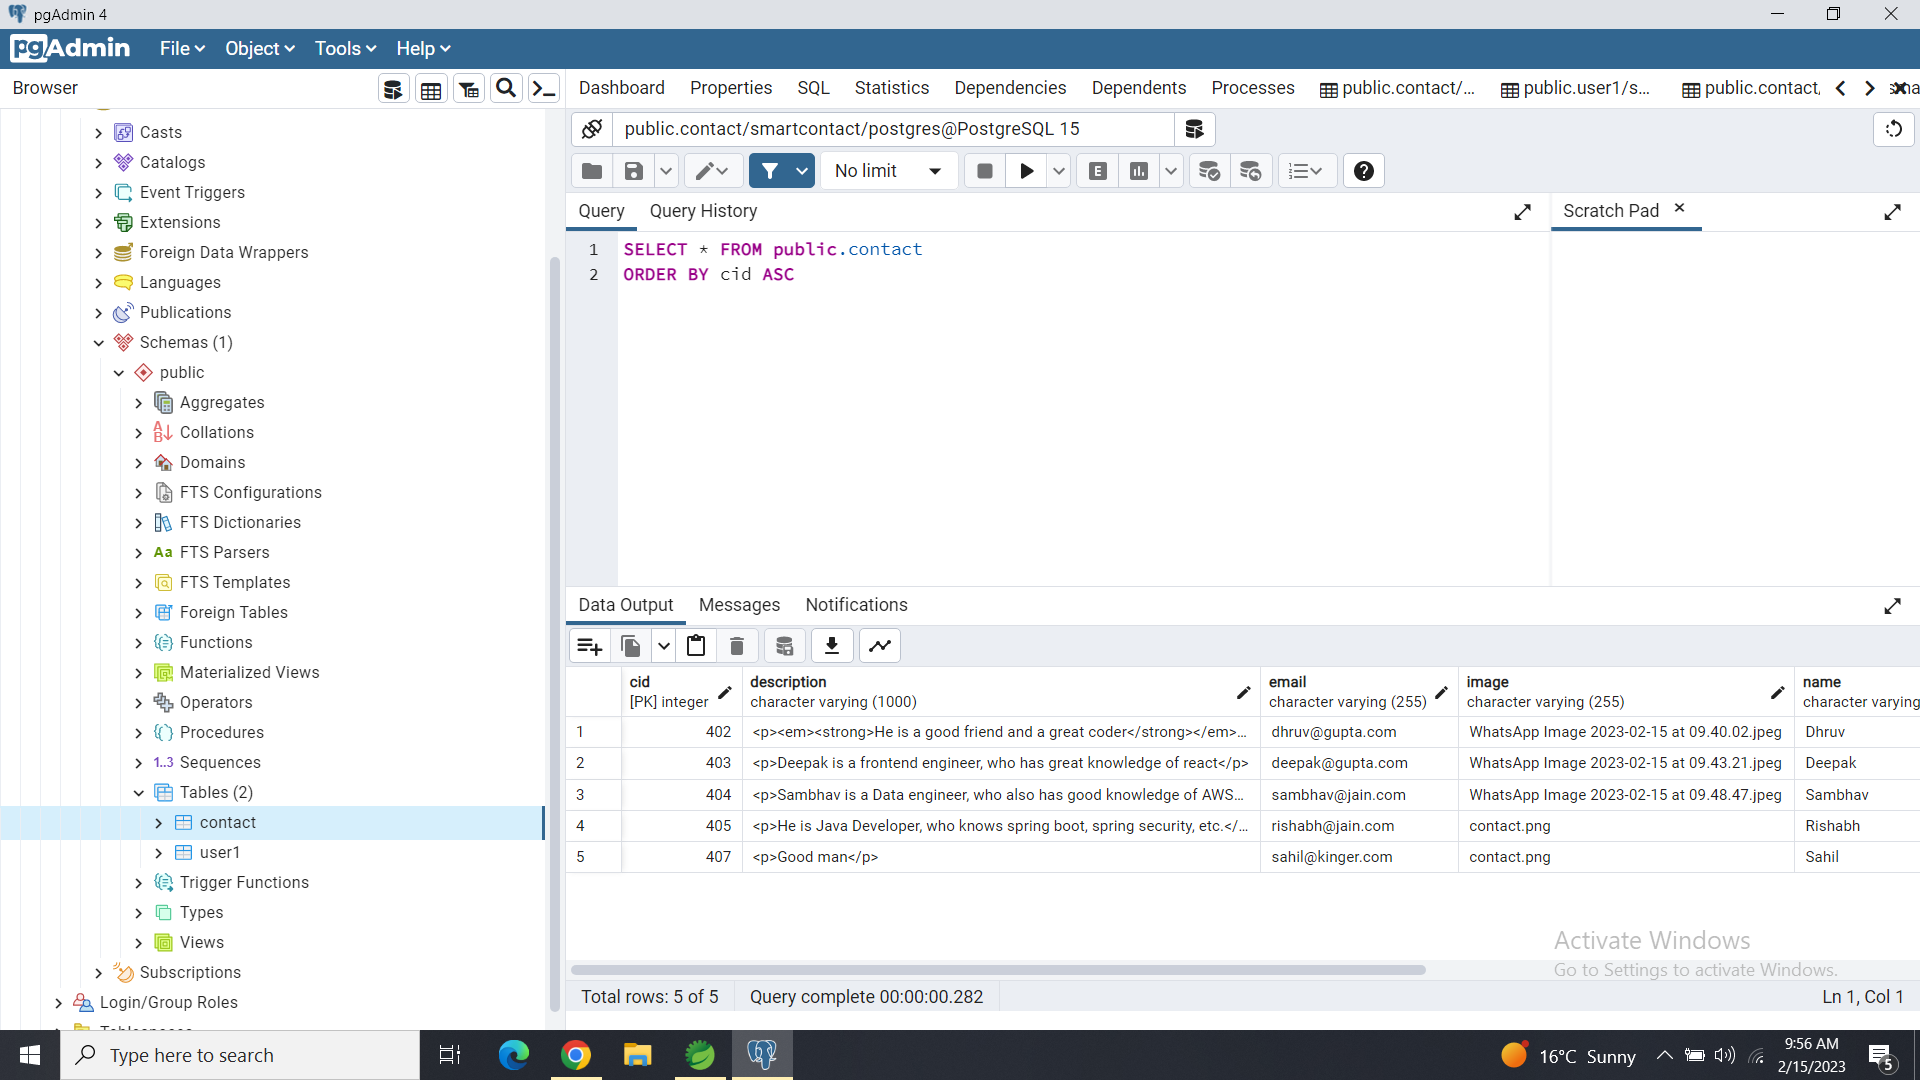 pgAdmin 4
pgAdmin File Object Tools Help
Browser
Dashboard Properties SQL Statistics Dependencies Dependents Processes public.contact/... public.user1/s... public.contact,
public.contact/smartcontact/postgres@PostgreSQL 15
No limit
Query Query History
Scratch Pad
1 SELECT * FROM public.contact
2 ORDER BY cid ASC
Casts
Catalogs
Event Triggers
Extensions
Foreign Data Wrappers
Languages
Publications
Schemas (1)
public
Aggregates
Collations
Domains
FTS Configurations
FTS Dictionaries
FTS Parsers
FTS Templates
Foreign Tables
Functions
Materialized Views
Operators
Procedures
Sequences
Tables (2)
contact
user1
Trigger Functions
Types
Views
Subscriptions
Login/Group Roles
Data Output Messages Notifications
cid description email image name
[PK] integer character varying (1000) character varying (255) character varying (255) character varying
1 402 <p><em><strong>He is a good friend and a great coder</strong></em>... dhruv@gupta.com WhatsApp Image 2023-02-15 at 09.40.02.jpeg Dhruv
2 403 <p>Deepak is a frontend engineer, who has great knowledge of react</p> deepak@gupta.com WhatsApp Image 2023-02-15 at 09.43.21.jpeg Deepak
3 404 <p>Sambhav is a Data engineer, who also has good knowledge of AWS... sambhav@jain.com WhatsApp Image 2023-02-15 at 09.48.47.jpeg Sambhav
4 405 <p>He is Java Developer, who knows spring boot, spring security, etc.</... rishabh@jain.com contact.png Rishabh
5 407 <p>Good man</p> sahil@kinger.com contact.png Sahil
Activate Windows
Go to Settings to activate Windows.
Total rows: 5 of 5 Query complete 00:00:00.282 Ln 1, Col 1
Type here to search
16°C Sunny
9:56 AM
2/15/2023
5